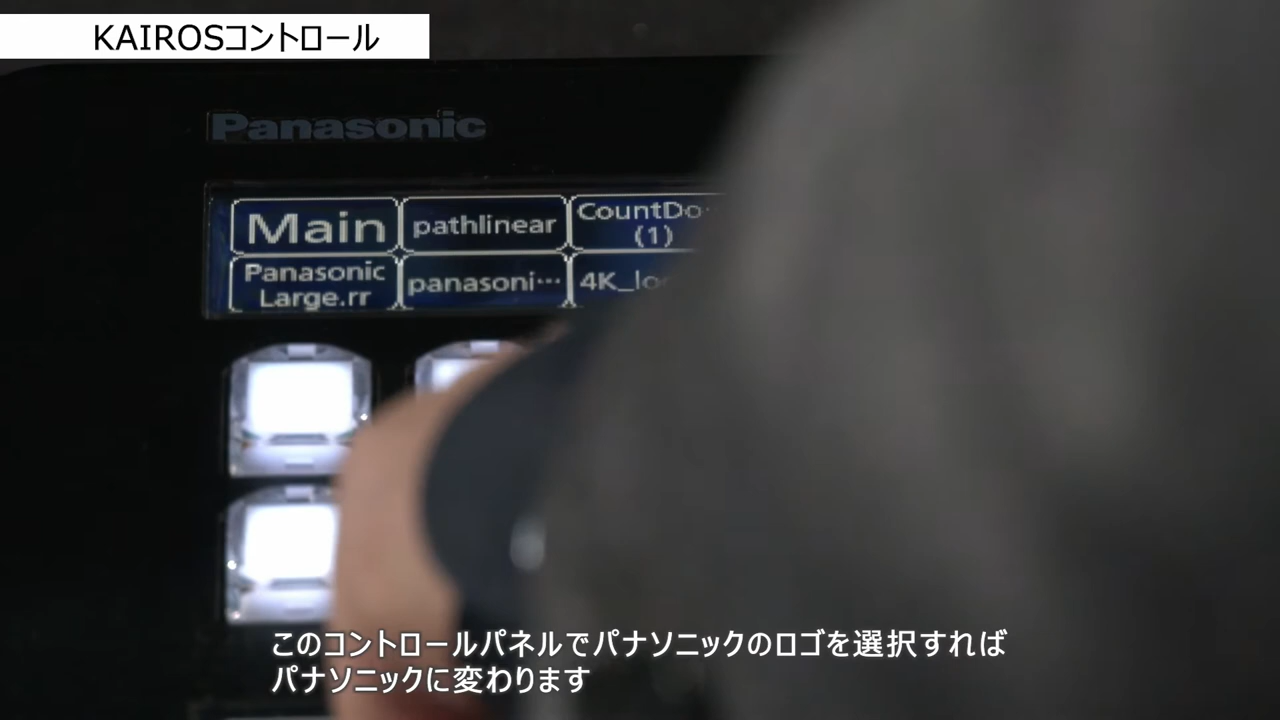 KAIROSコントロール
Panasonic
Main
pathlinear
CountDo
(1)
Panasonic
Large.rr
panasoni…
4K_lo
このコントロールパネルでパナソニックのロゴを選択すれば
パナソニックに変わります